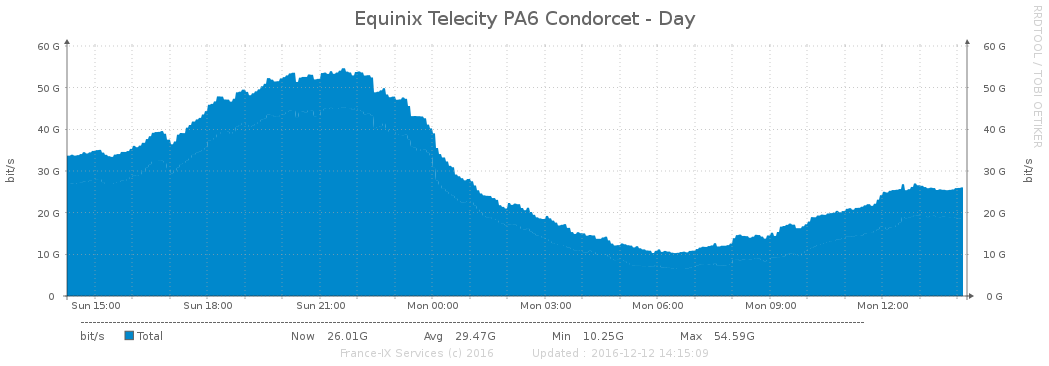 Equinix Telecity PA6 Condorcet - Day
RRDTOOL / TOBI OETIKER
60 G 60 G
50 G 50 G
40 G 40 G
30 G 30 G
20 G 20 G
10 G 10 G
0 0 G
bit/s bit/s
Sun 15:00 Sun 18:00 Sun 21:00 Mon 00:00 Mon 03:00 Mon 06:00 Mon 09:00 Mon 12:00
bit/s Total Now 26.01G Avg 29.47G Min 10.25G Max 54.59G
France-IX Services (c) 2016 Updated : 2016-12-12 14:15:09